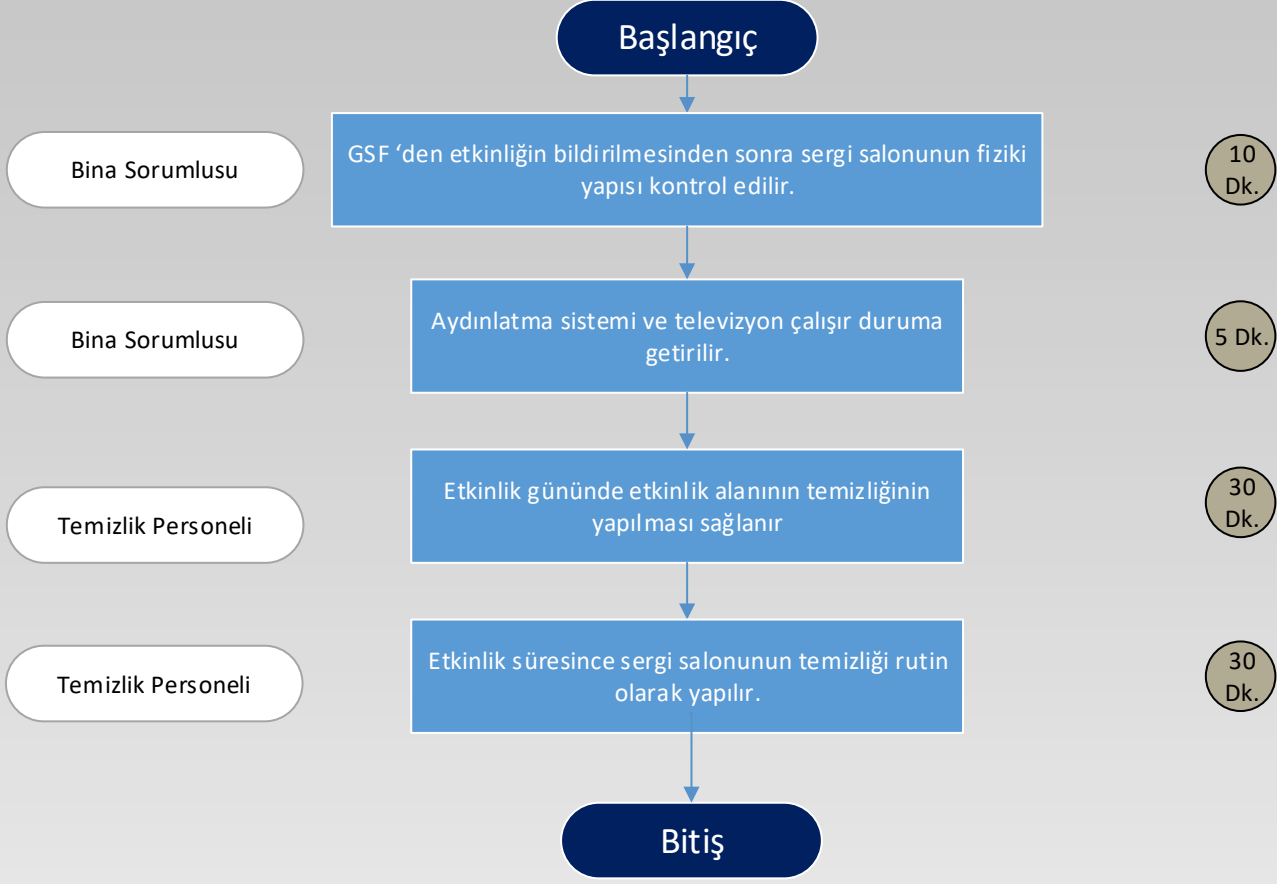 Başlangıç
Bina Sorumlusu
GSF ‘den etkinliğin bildirilmesinden sonra sergi salonunun fiziki
yapısı kontrol edilir.
10
Dk.
Bina Sorumlusu
Aydınlatma sistemi ve televizyon çalışır duruma
getirilir.
5 Dk.
Temizlik Personeli
Etkinlik gününde etkinlik alanının temizliğinin
yapılması sağlanır
30
Dk.
Temizlik Personeli
Etkinlik süresince sergi salonunun temizliği rutin
olarak yapılır.
30
Dk.
Bitiş